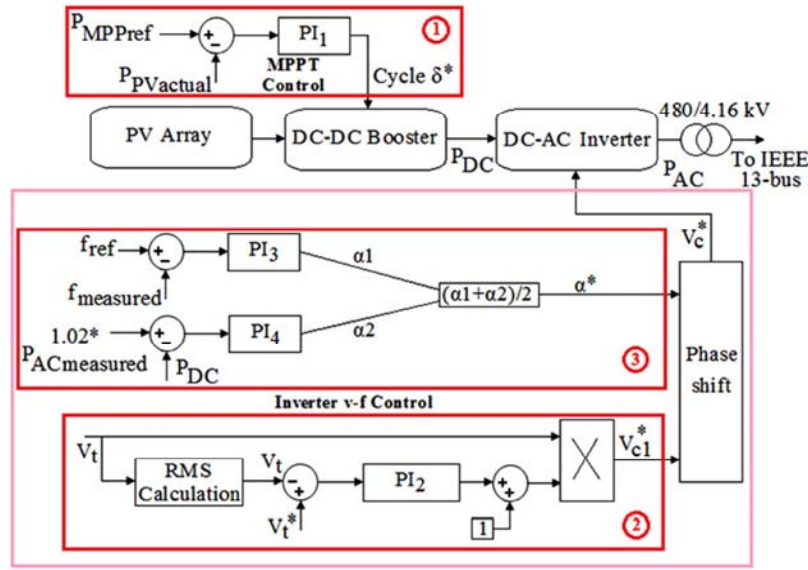 P_MPPref
+
−
PI_1
①
P_PVactual
MPPT
Control
Cycle δ*
480/4.16 kV
PV Array
DC-DC Booster
P_DC
DC-AC Inverter
P_AC
To IEEE
13-bus
V_c^*
f_ref
+
−
PI_3
α1
f_measured
(α1+α2)/2
α*
1.02*
P_ACmeasured
+
−
PI_4
α2
P_DC
③
Phase
shift
Inverter v-f Control
V_t
RMS
Calculation
V_t
−
+
PI_2
+
+
V_c1^*
V_t*
1
②